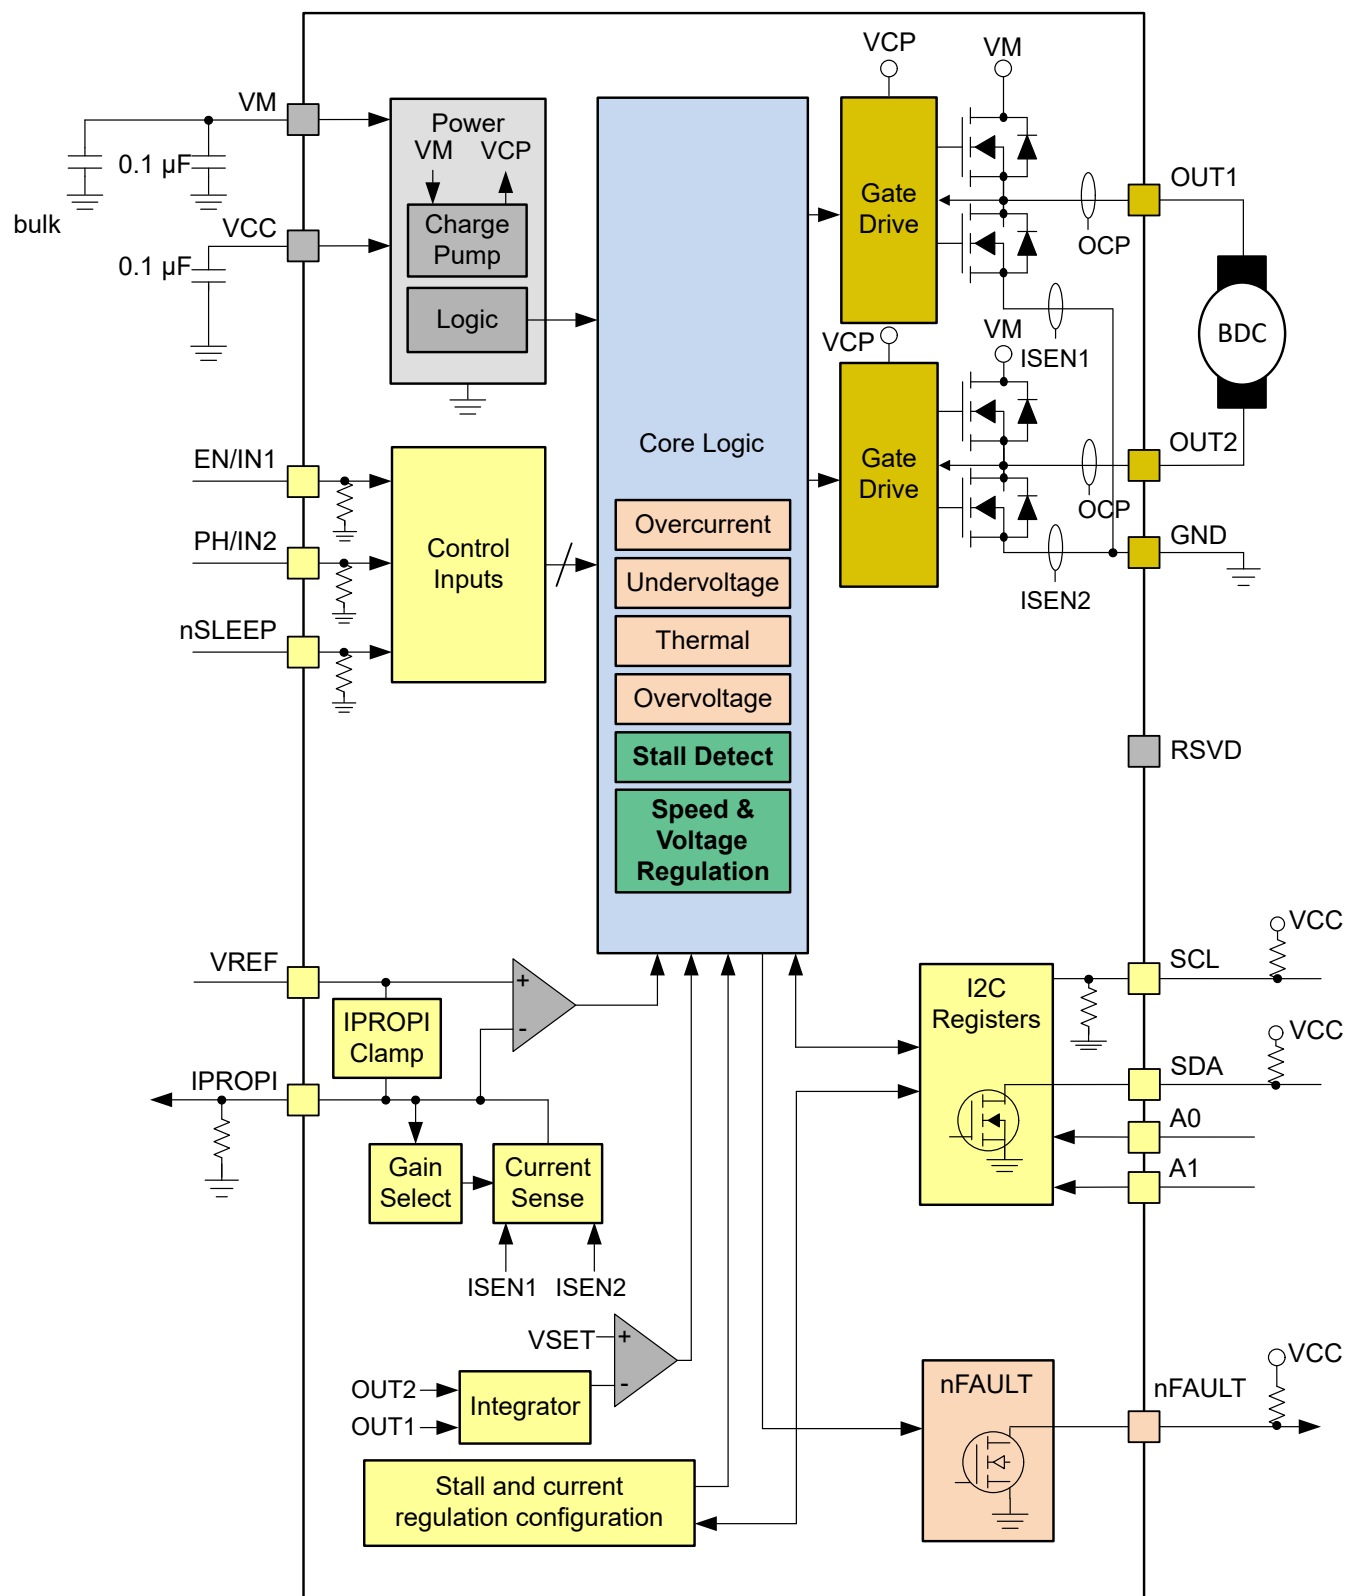 VCP
VM
VM
Power
VM
VCP
0.1 µF
bulk
VCC
0.1 µF
Charge
Pump
Logic
Gate
Drive
OUT1
OCP
BDC
VCP
VM
ISEN1
EN/IN1
PH/IN2
nSLEEP
Control
Inputs
Core Logic
Overcurrent
Undervoltage
Thermal
Overvoltage
Stall Detect
Speed &
Voltage
Regulation
Gate
Drive
OUT2
OCP
GND
ISEN2
RSVD
VREF
+
-
IPROPI
Clamp
IPROPI
Gain
Select
Current
Sense
ISEN1
ISEN2
I2C
Registers
VCC
SCL
VCC
SDA
A0
A1
VSET
+
-
OUT2
OUT1
Integrator
Stall and current
regulation configuration
nFAULT
nFAULT
VCC